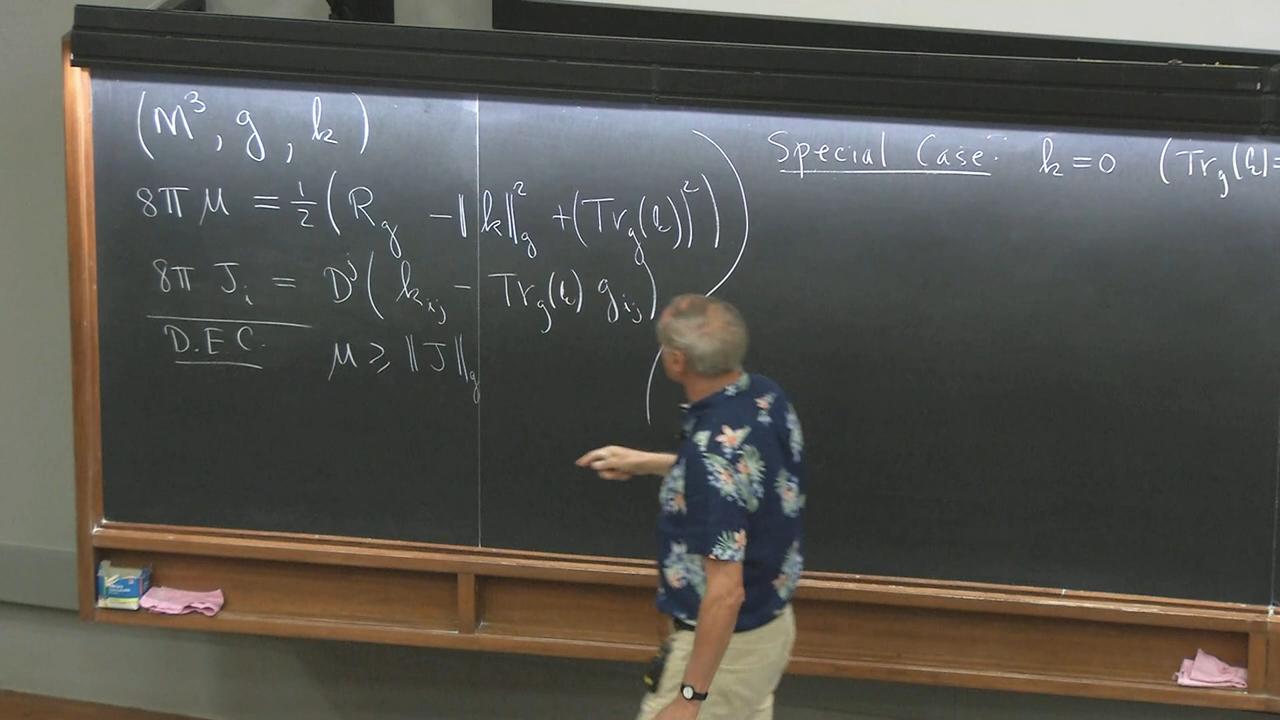 (M³, g, k)
8π μ = ½ (R_g - ‖k‖²_g + (Tr_g(k))²)
8π J_i = D^j (k_ij - Tr_g(k) g_ij)
D.E.C. μ ≥ ‖J‖_g
Special Case: k = 0 (Tr_g(k) =